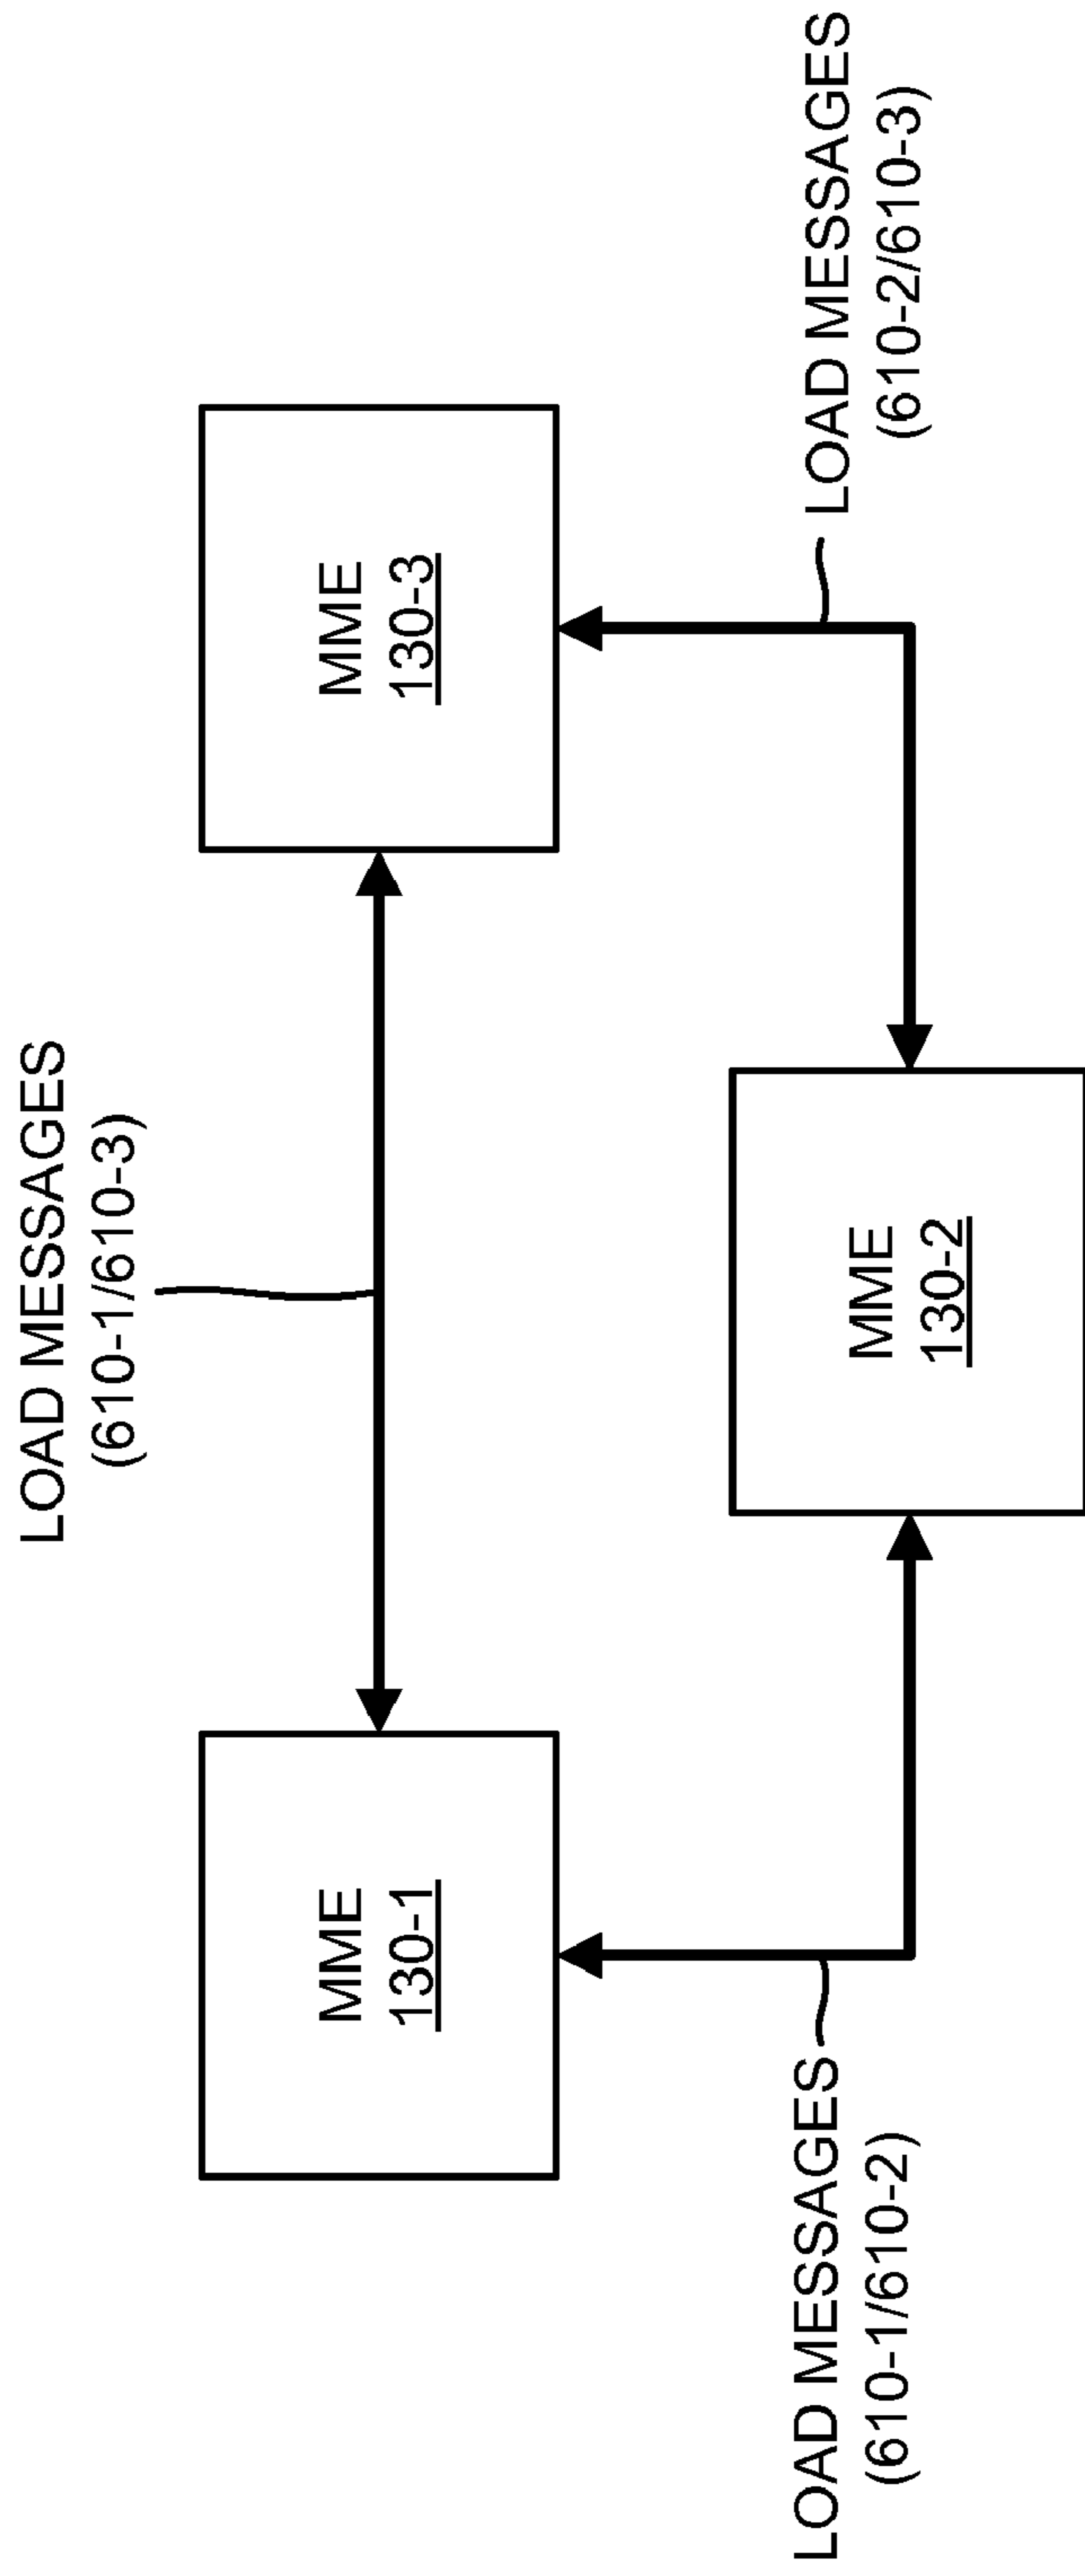 LOAD MESSAGES
(610-1/610-3)
MME
130-1
MME
130-3
MME
130-2
LOAD MESSAGES
(610-1/610-2)
LOAD MESSAGES
(610-2/610-3)